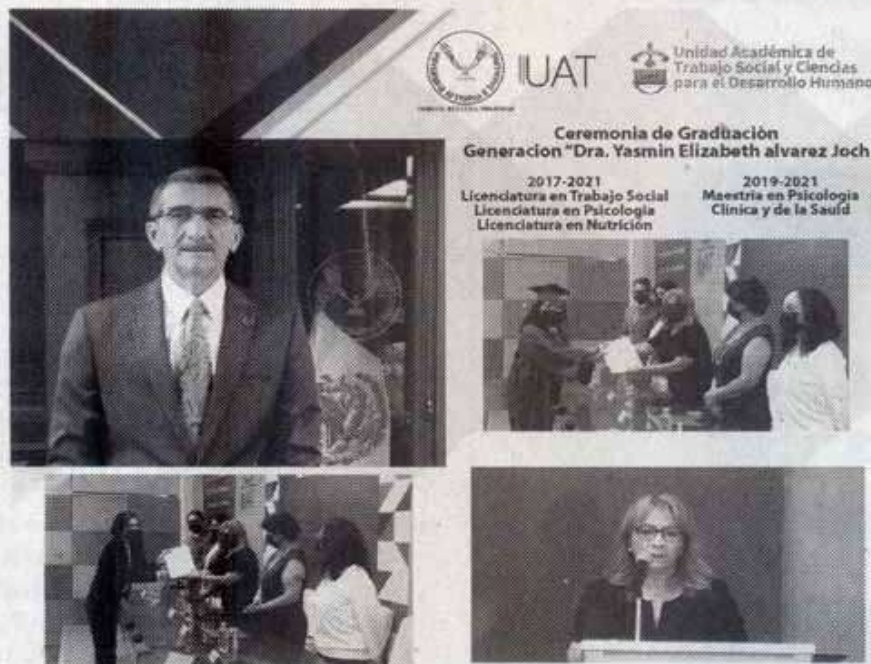 UAT
Unidad Académica de
Trabajo Social y Ciencias
para el Desarrollo Humano
Ceremonia de Graduaciòn
Generacion "Dra. Yasmin Elizabeth alvarez Joch
2017-2021
Licenciatura en Trabajo Social
Licenciatura en Psicologia
Licenciatura en Nutrición
2019-2021
Maestria en Psicologia
Clinica y de la Sauld